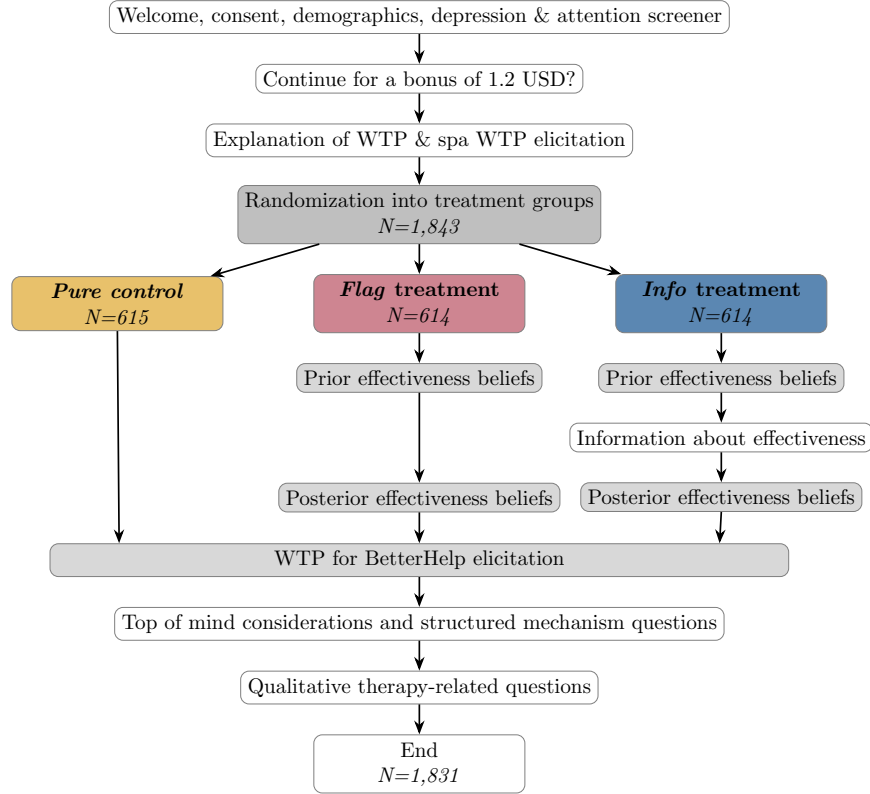 Welcome, consent, demographics, depression & attention screener
Continue for a bonus of 1.2 USD?
Explanation of WTP & spa WTP elicitation
Randomization into treatment groups
N=1,843
Pure control
N=615
Flag treatment
N=614
Info treatment
N=614
Prior effectiveness beliefs
Prior effectiveness beliefs
Information about effectiveness
Posterior effectiveness beliefs
Posterior effectiveness beliefs
WTP for BetterHelp elicitation
Top of mind considerations and structured mechanism questions
Qualitative therapy-related questions
End
N=1,831